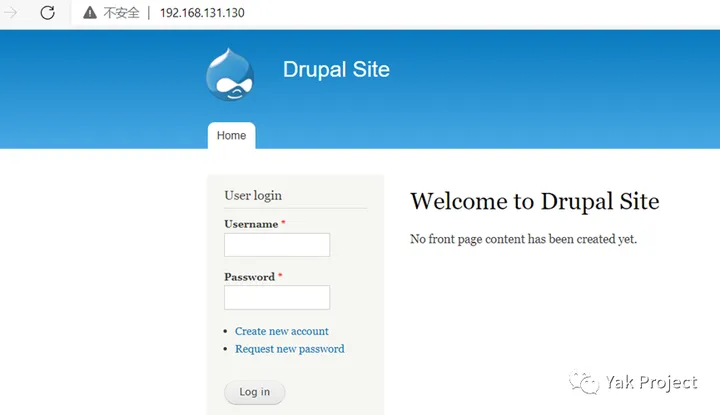 不安全 | 192.168.131.130
Drupal Site
Home
User login
Username *
Password *
Create new account
Request new password
Log in
Welcome to Drupal Site
No front page content has been created yet.
Yak Project